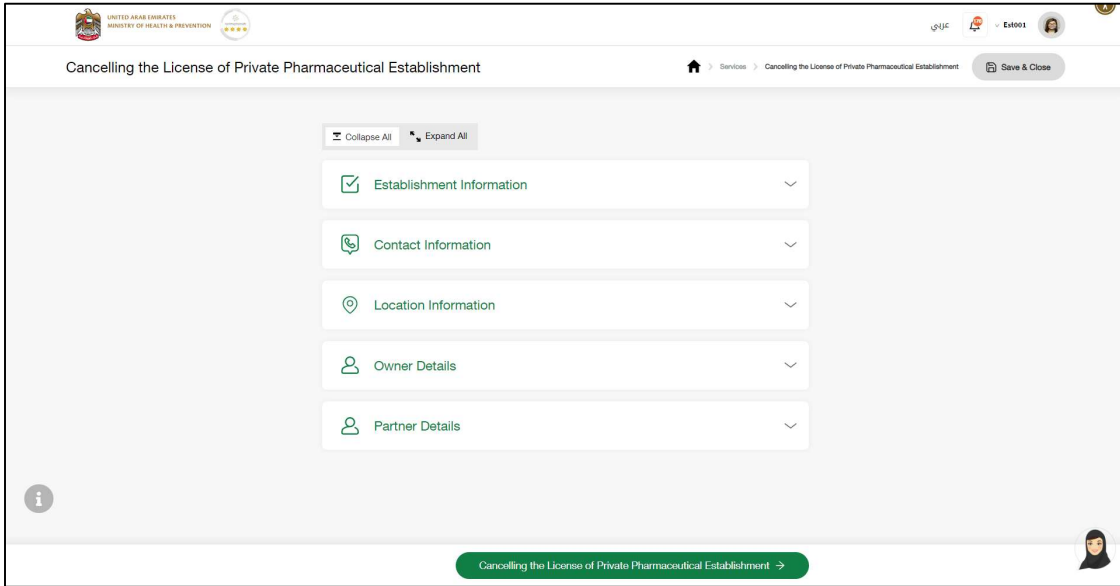 UNITED ARAB EMIRATES
MINISTRY OF HEALTH & PREVENTION
عربي
Est001
Cancelling the License of Private Pharmaceutical Establishment
Services > Cancelling the License of Private Pharmaceutical Establishment
Save & Close
Collapse All
Expand All
Establishment Information
Contact Information
Location Information
Owner Details
Partner Details
Cancelling the License of Private Pharmaceutical Establishment →